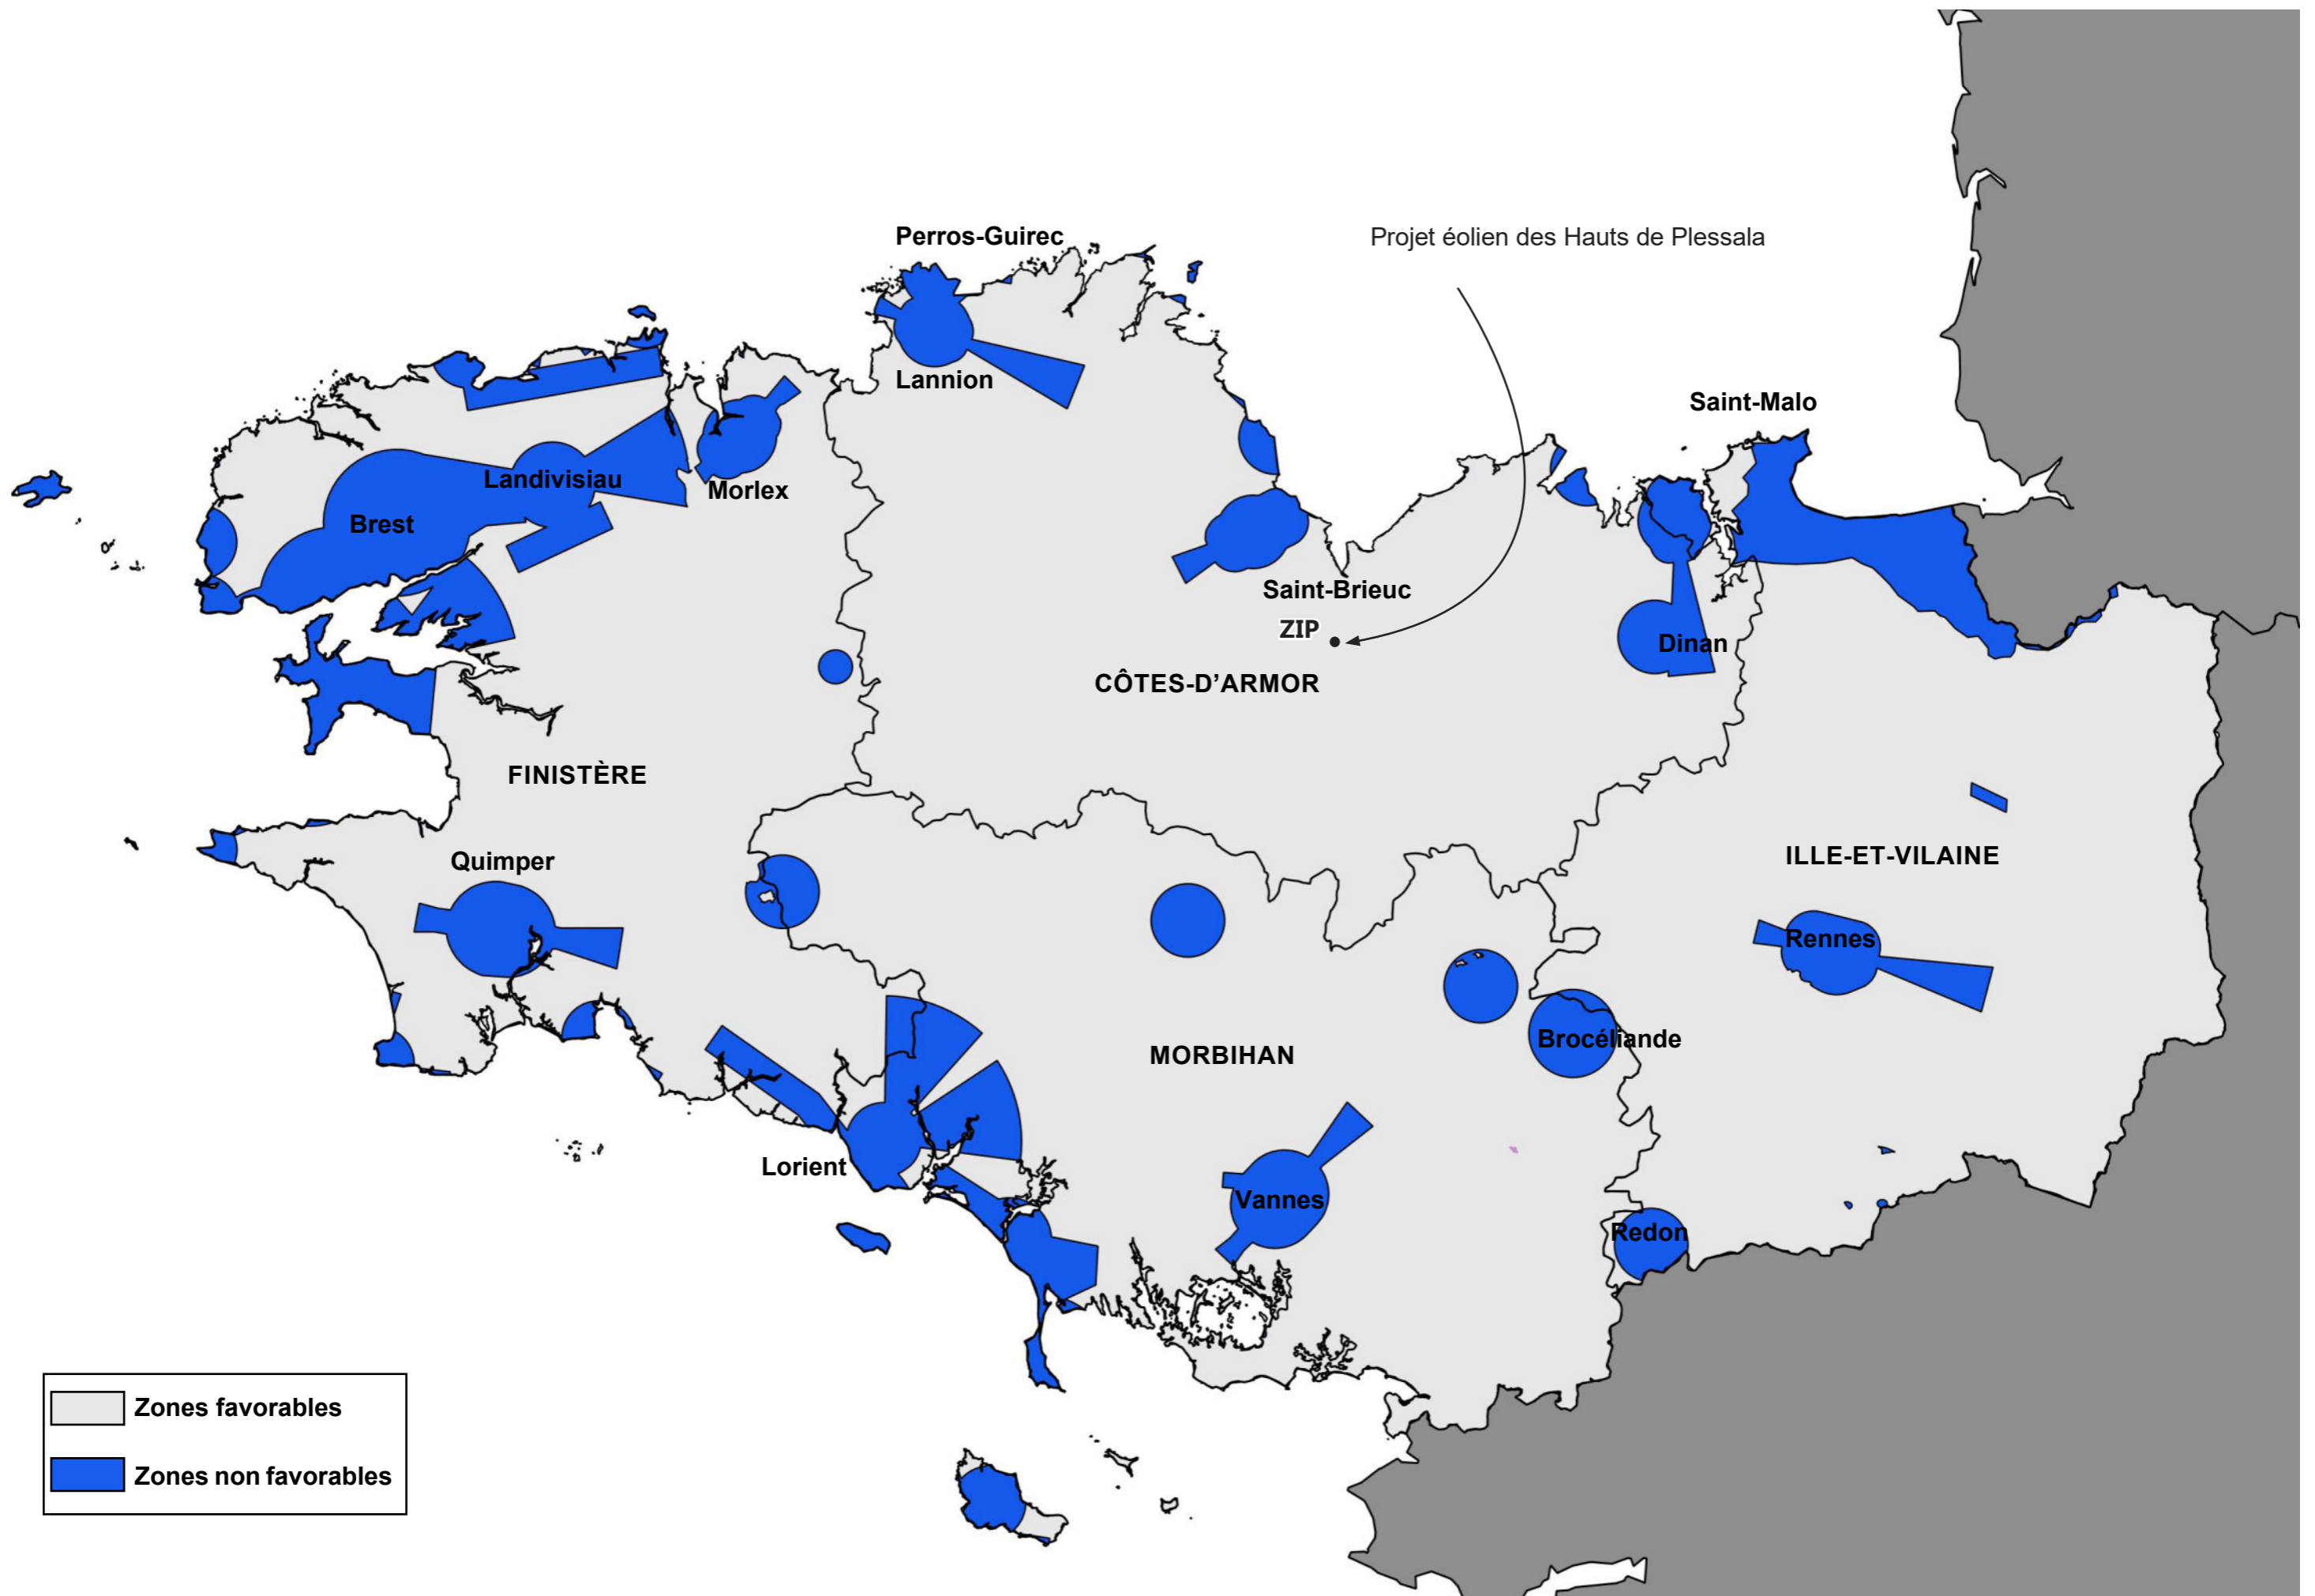 Perros-Guirec
Projet éolien des Hauts de Plessala
Lannion
Saint-Malo
Landivisiau
Morlex
Brest
Saint-Brieuc
ZIP
Dinan
CÔTES-D’ARMOR
FINISTÈRE
ILLE-ET-VILAINE
Quimper
Rennes
Brocéliande
MORBIHAN
Lorient
Vannes
Redon
Zones favorables
Zones non favorables